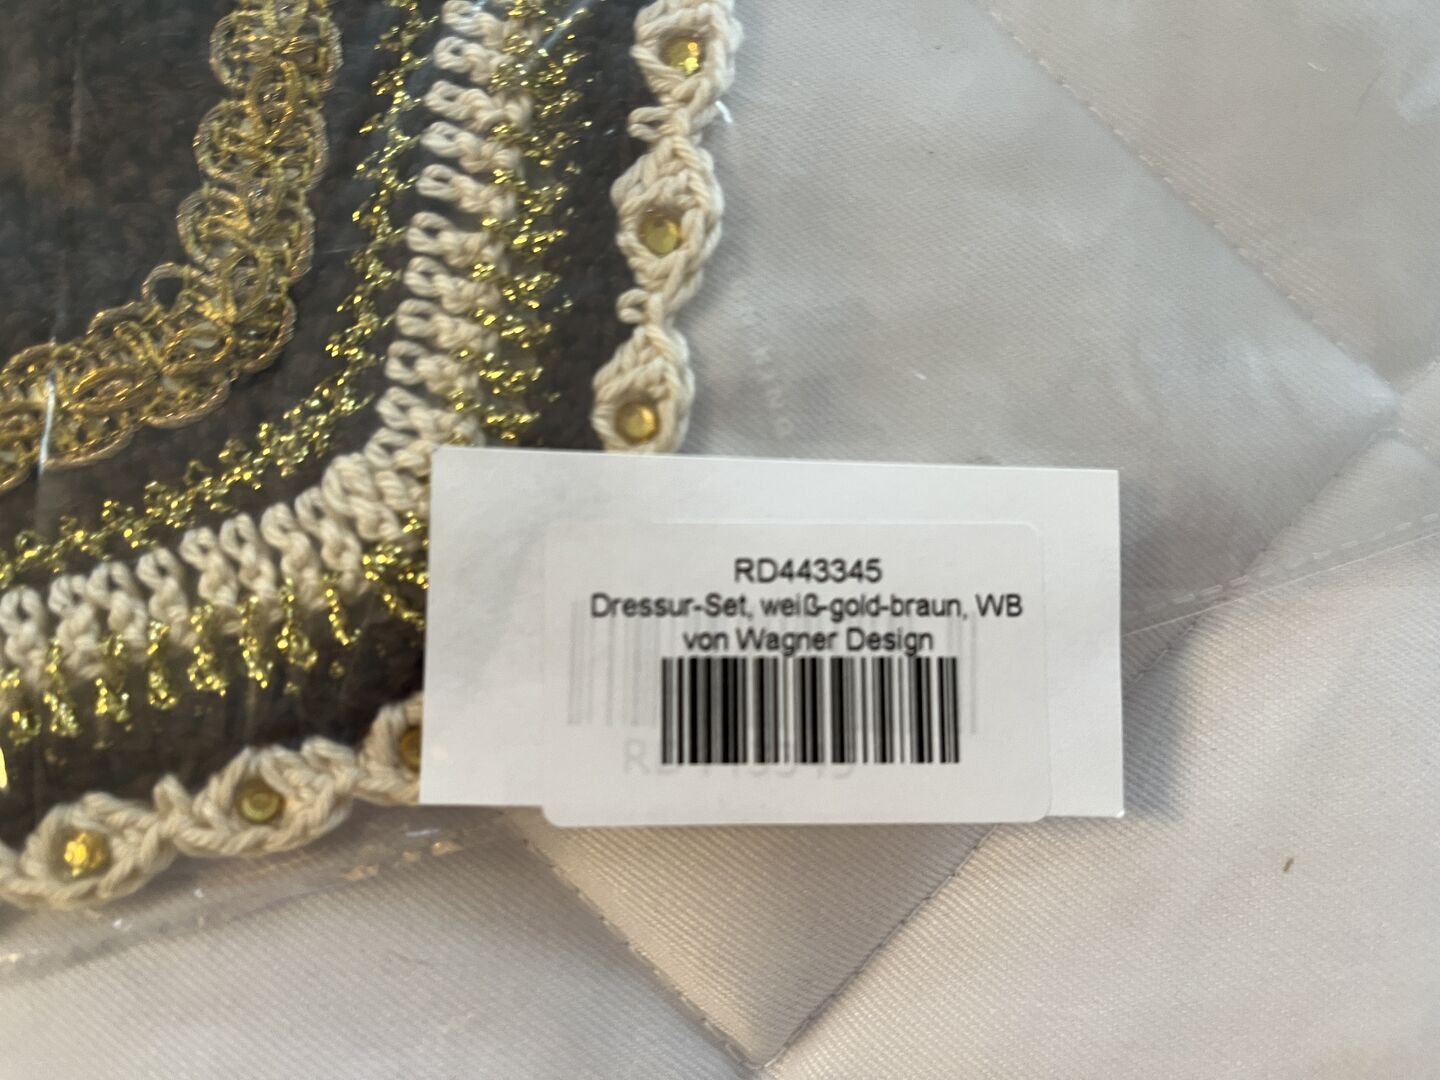 RD443345
Dressur-Set, weiß-gold-braun, WB
von Wagner Design